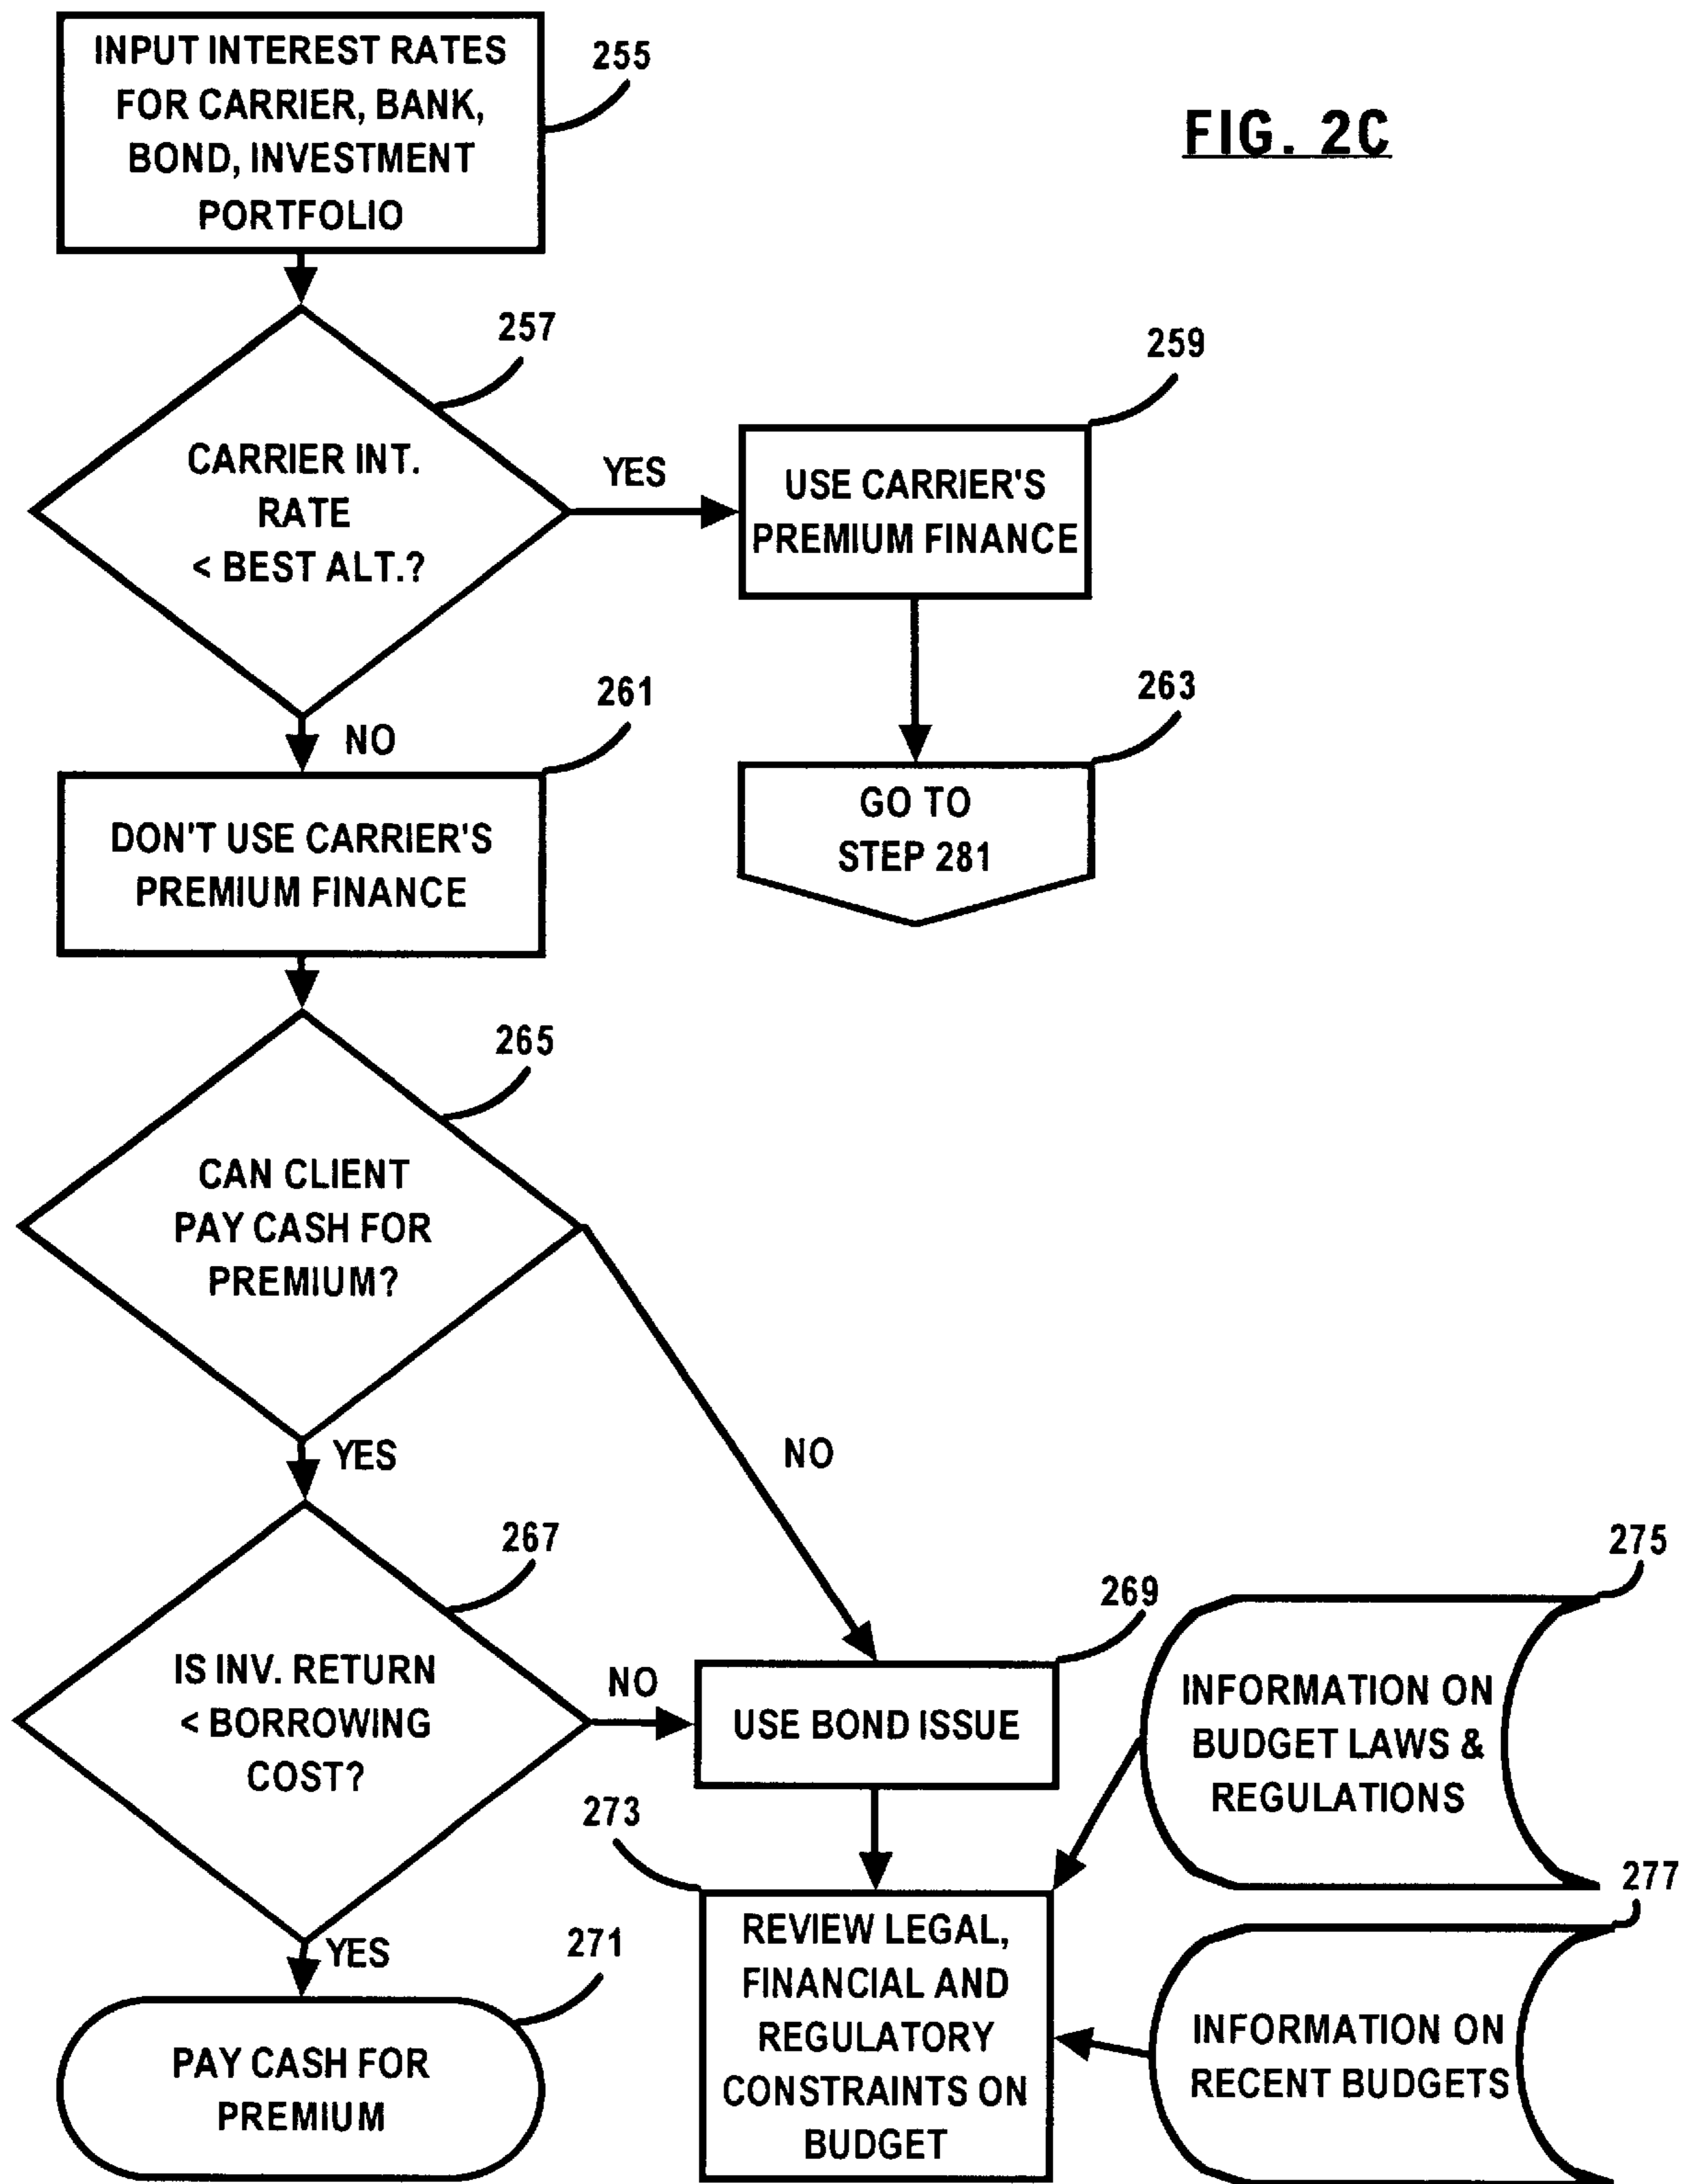 INPUT INTEREST RATES
FOR CARRIER, BANK,
BOND, INVESTMENT
PORTFOLIO
255
FIG. 2C
257
CARRIER INT.
RATE
< BEST ALT.?
YES
259
USE CARRIER'S
PREMIUM FINANCE
NO
261
DON'T USE CARRIER'S
PREMIUM FINANCE
263
GO TO
STEP 281
265
CAN CLIENT
PAY CASH FOR
PREMIUM?
YES
NO
267
IS INV. RETURN
< BORROWING
COST?
NO
269
USE BOND ISSUE
275
INFORMATION ON
BUDGET LAWS &
REGULATIONS
YES
271
PAY CASH FOR
PREMIUM
273
REVIEW LEGAL,
FINANCIAL AND
REGULATORY
CONSTRAINTS ON
BUDGET
277
INFORMATION ON
RECENT BUDGETS